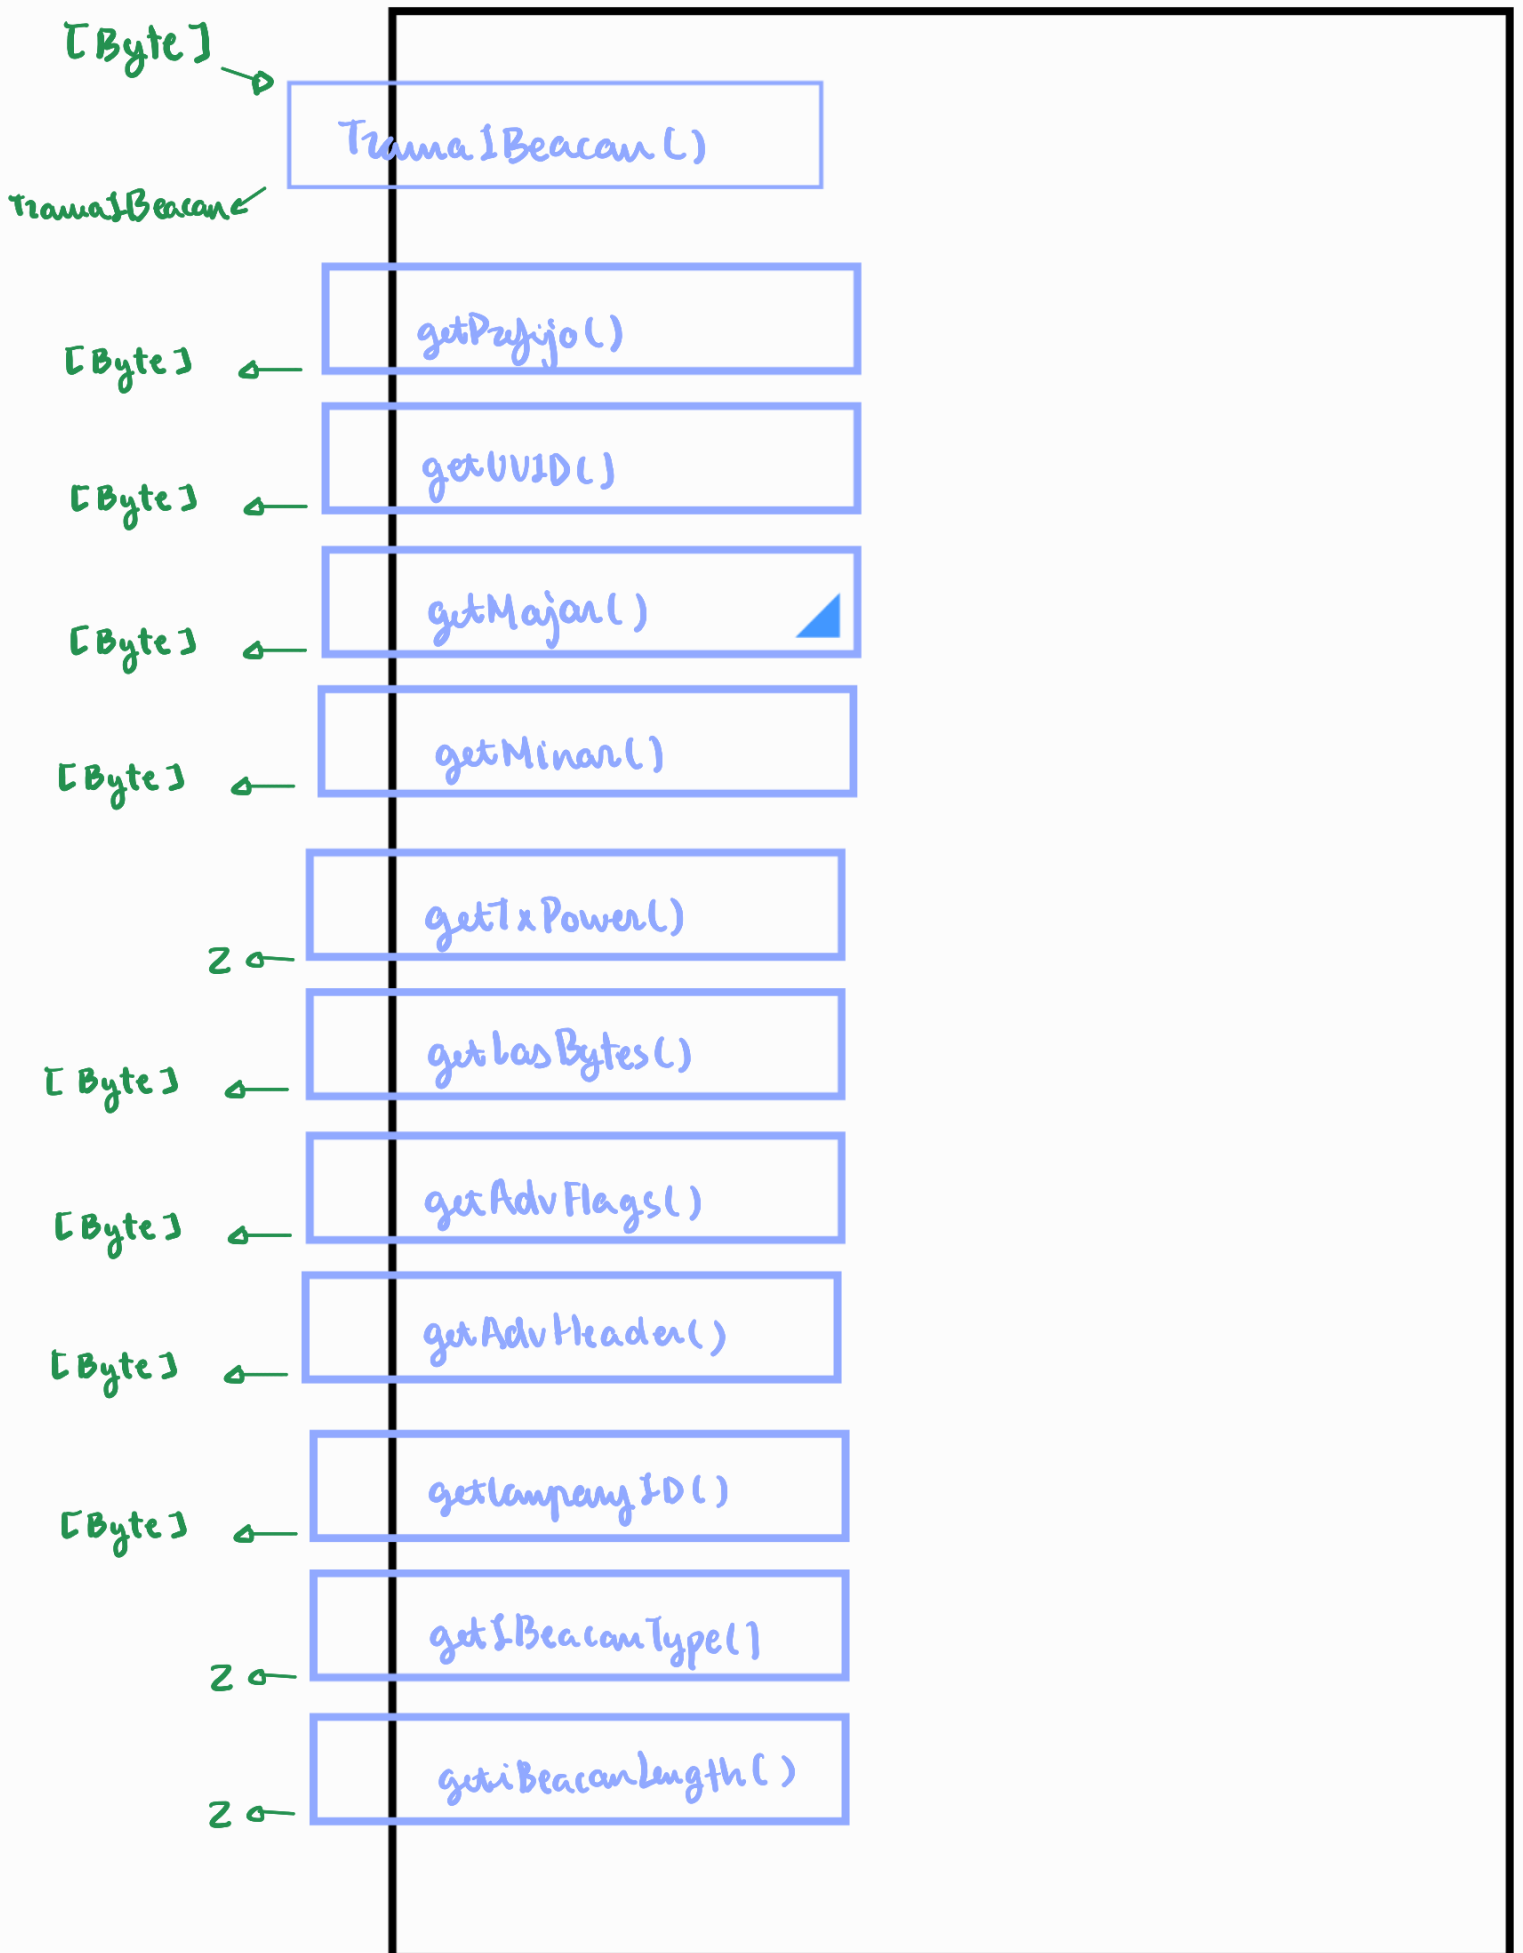 [Byte]
TramaIBeacon()
TramaIBeacon
getPrefijo()
[Byte]
getUUID()
[Byte]
getMajor()
[Byte]
getMinor()
[Byte]
getTxPower()
Z
getLosBytes()
[Byte]
getAdvFlags()
[Byte]
getAdvHeader()
[Byte]
getCompanyID()
[Byte]
getIBeaconType()
Z
getiBeaconLength()
Z